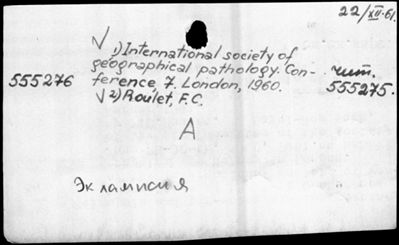 22/XII-61.
√ 1) International society of
geographical pathology. Con-
ference 7. London, 1960.
√ 2) Roulet, F.C.
555276
чит.
555275.
A
Эклампсия